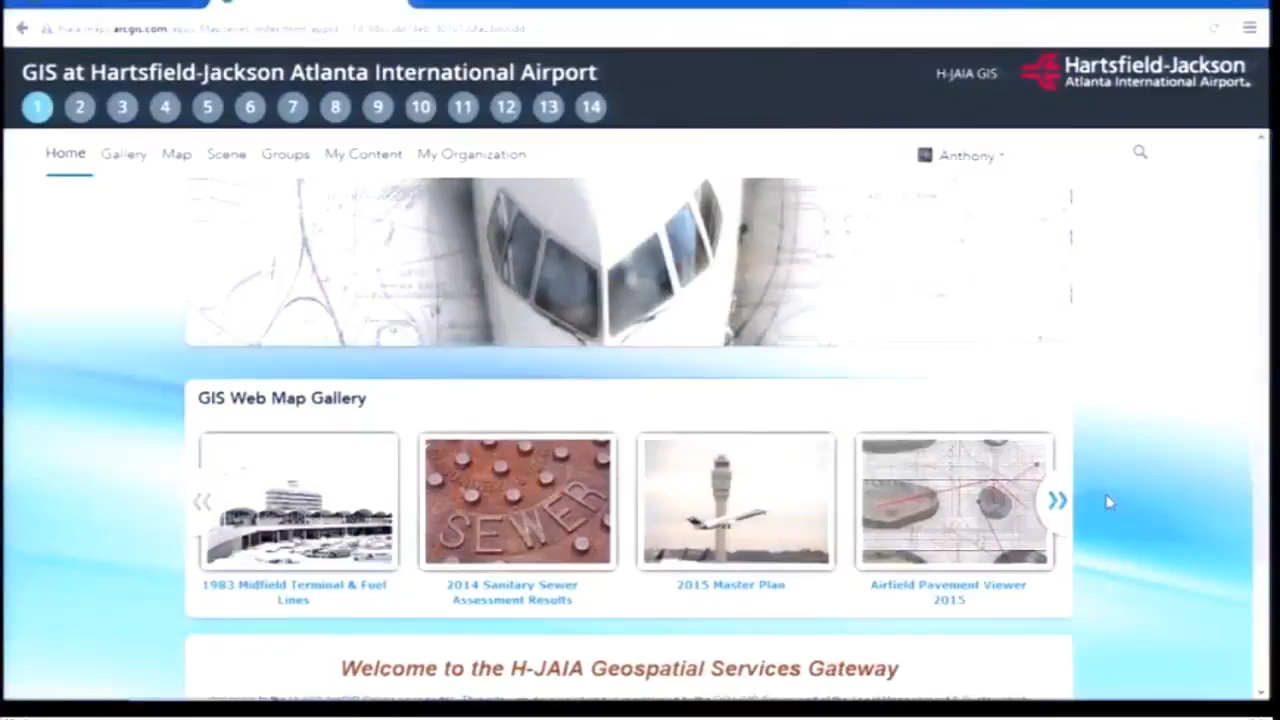 arcgis.com
GIS at Hartsfield-Jackson Atlanta International Airport
H-JAIA GIS
Hartsfield-Jackson
Atlanta International Airport
1 2 3 4 5 6 7 8 9 10 11 12 13 14
Home Gallery Map Scene Groups My Content My Organization
Anthony
GIS Web Map Gallery
SEWER
1983 Midfield Terminal & Fuel
Lines
2014 Sanitary Sewer
Assessment Results
2015 Master Plan
Airfield Pavement Viewer
2015
Welcome to the H-JAIA Geospatial Services Gateway